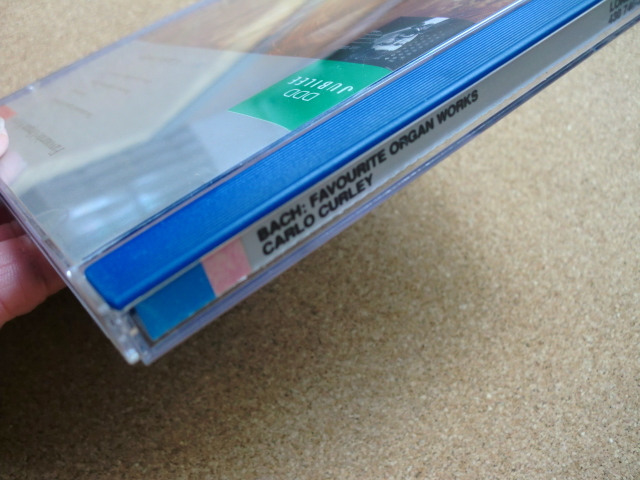 BACH: FAVOURITE ORGAN WORKS
CARLO CURLEY
DDD
JUBILEE